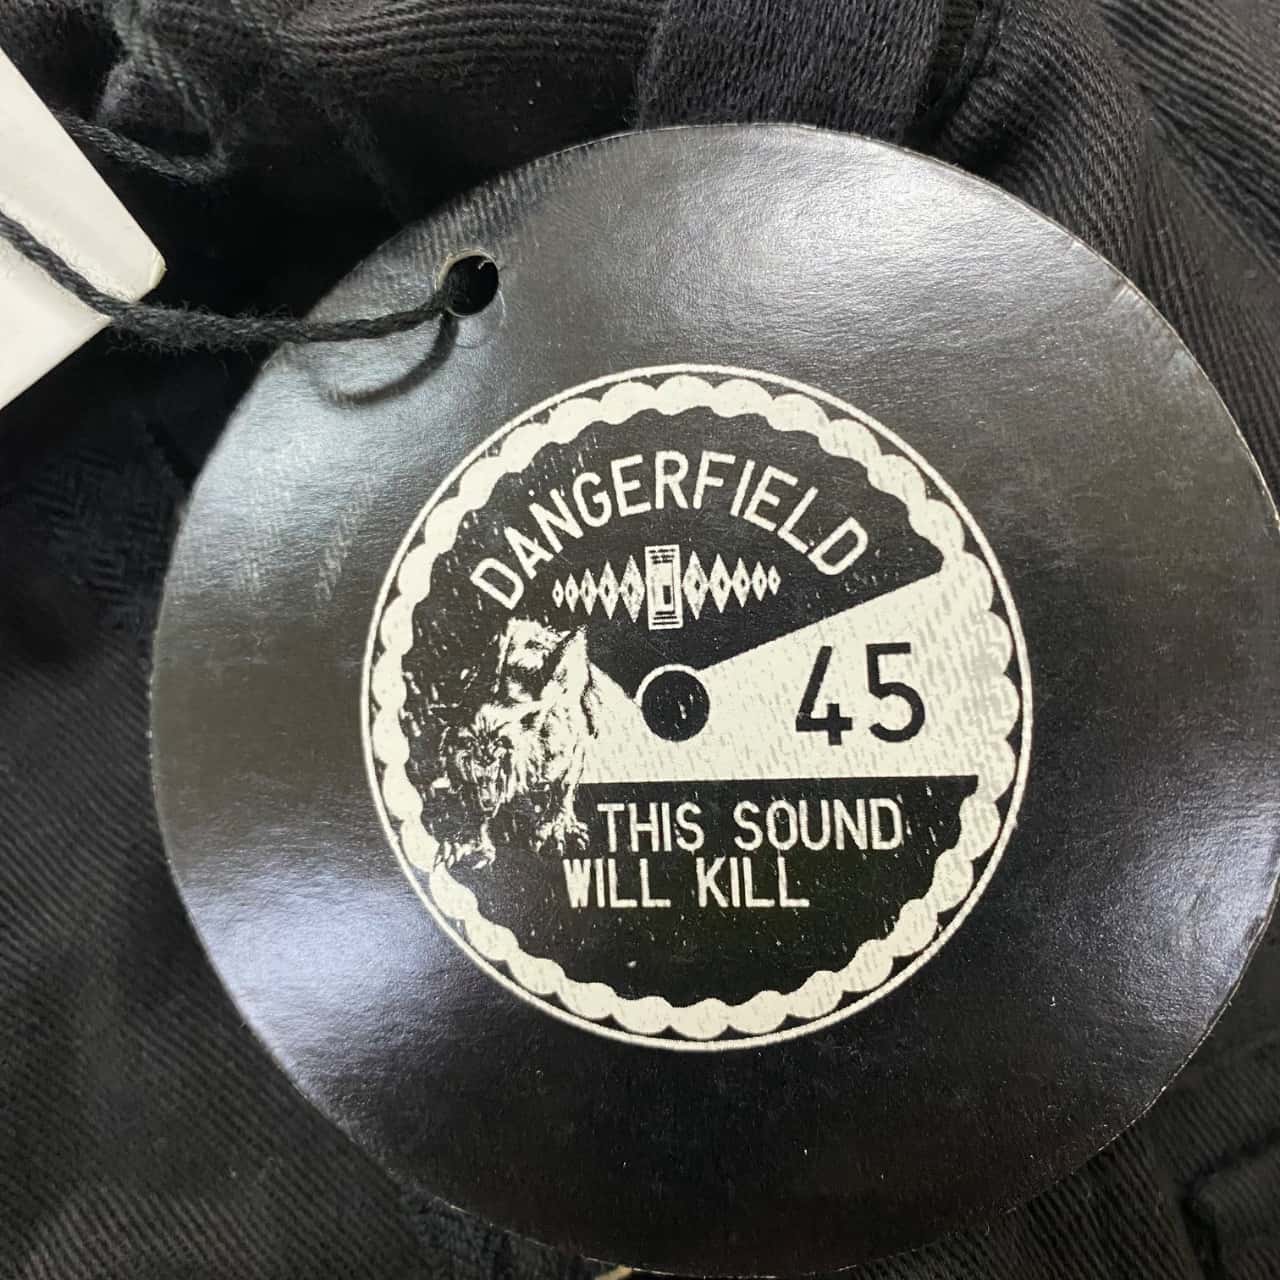 DANGERFIELD
45
THIS SOUND
WILL KILL